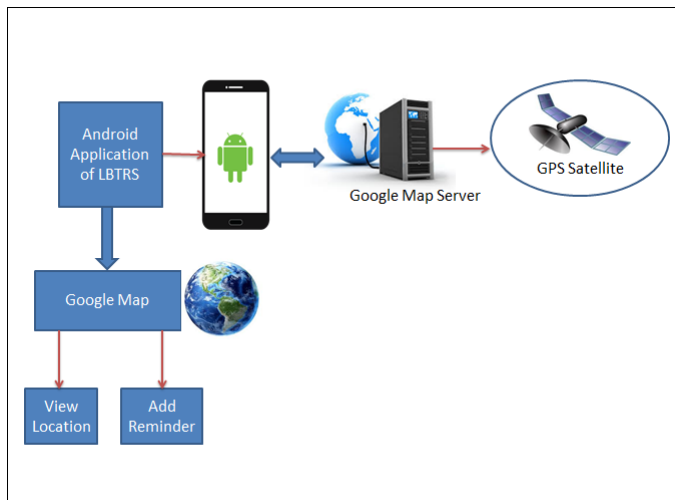 Android
Application
of LBTRS
Google Map Server
GPS Satellite
Google Map
View
Location
Add
Reminder